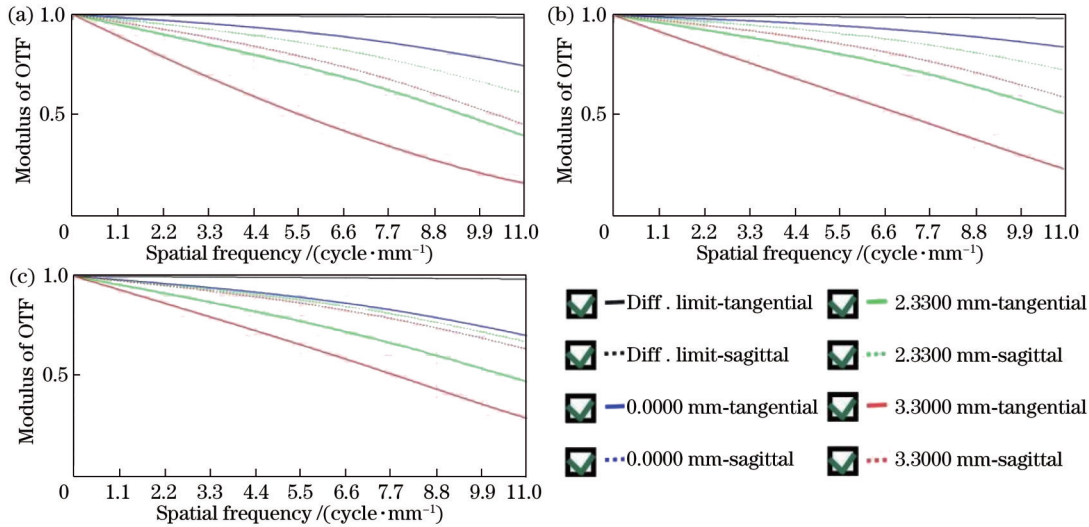 (a)
1.0
0.5
Modulus of OTF
0 1.1 2.2 3.3 4.4 5.5 6.6 7.7 8.8 9.9 11.0
Spatial frequency /(cycle·mm⁻¹)
(b)
1.0
0.5
Modulus of OTF
0 1.1 2.2 3.3 4.4 5.5 6.6 7.7 8.8 9.9 11.0
Spatial frequency /(cycle·mm⁻¹)
(c)
1.0
0.5
Modulus of OTF
0 1.1 2.2 3.3 4.4 5.5 6.6 7.7 8.8 9.9 11.0
Spatial frequency /(cycle·mm⁻¹)
Diff . limit-tangential
Diff . limit-sagittal
0.0000 mm-tangential
0.0000 mm-sagittal
2.3300 mm-tangential
2.3300 mm-sagittal
3.3000 mm-tangential
3.3000 mm-sagittal